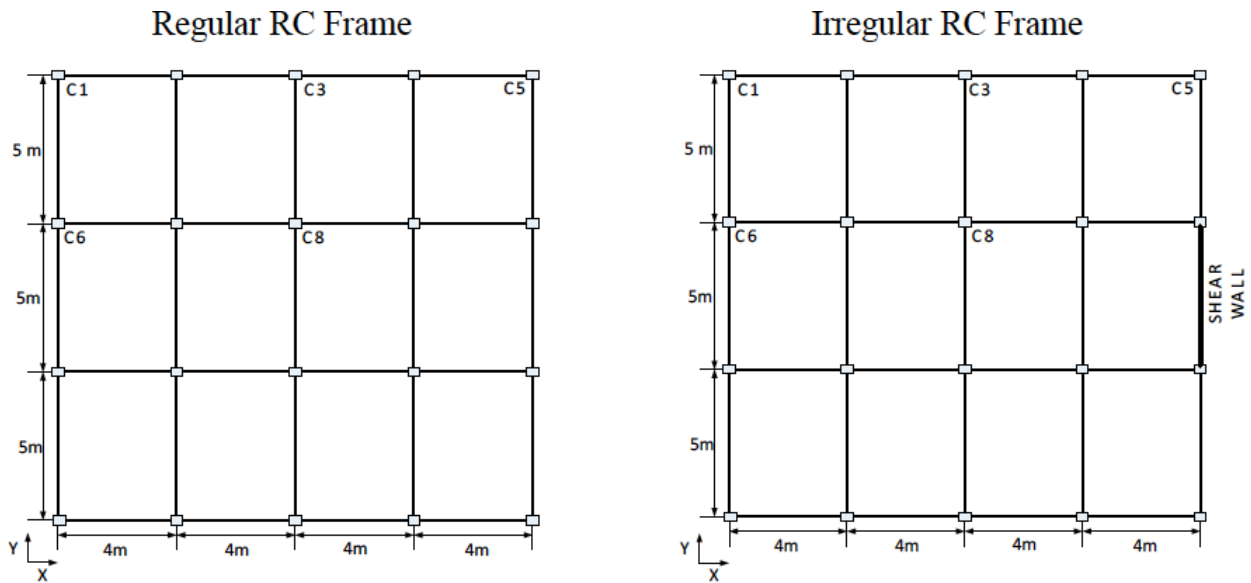 Regular RC Frame
C1
C3
C5
5 m
C6
C8
5m
5m
4m
4m
4m
4m
Y
X
Irregular RC Frame
C1
C3
C5
5 m
C6
C8
5m
SHEAR
WALL
5m
4m
4m
4m
4m
Y
X